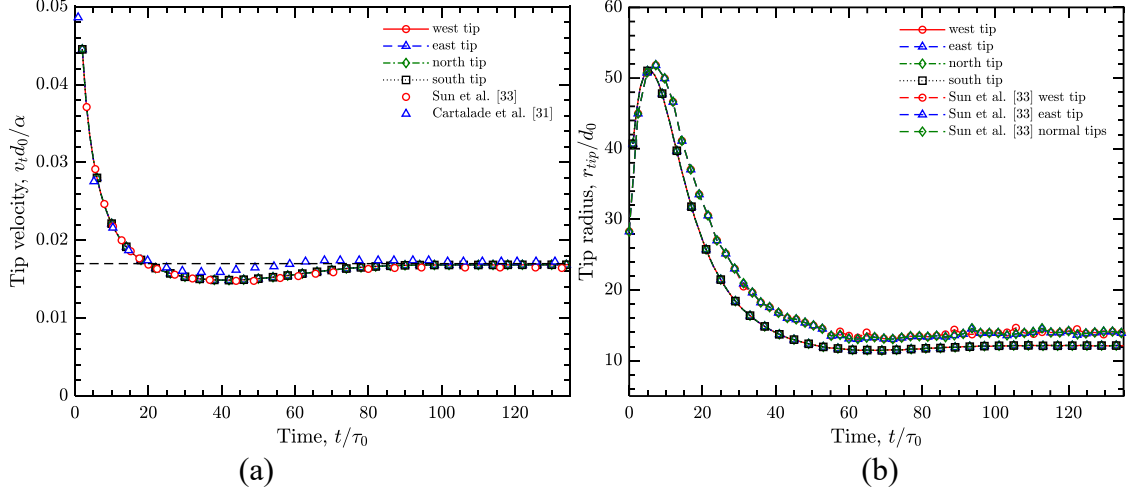 0.05
0.04
0.03
0.02
0.01
0
Tip velocity, v_t d_0/α
west tip
east tip
north tip
south tip
Sun et al. [33]
Cartalade et al. [31]
0 20 40 60 80 100 120
Time, t/τ_0
(a)
60
50
40
30
20
10
Tip radius, r_{tip}/d_0
west tip
east tip
north tip
south tip
Sun et al. [33] west tip
Sun et al. [33] east tip
Sun et al. [33] normal tips
0 20 40 60 80 100 120
Time, t/τ_0
(b)